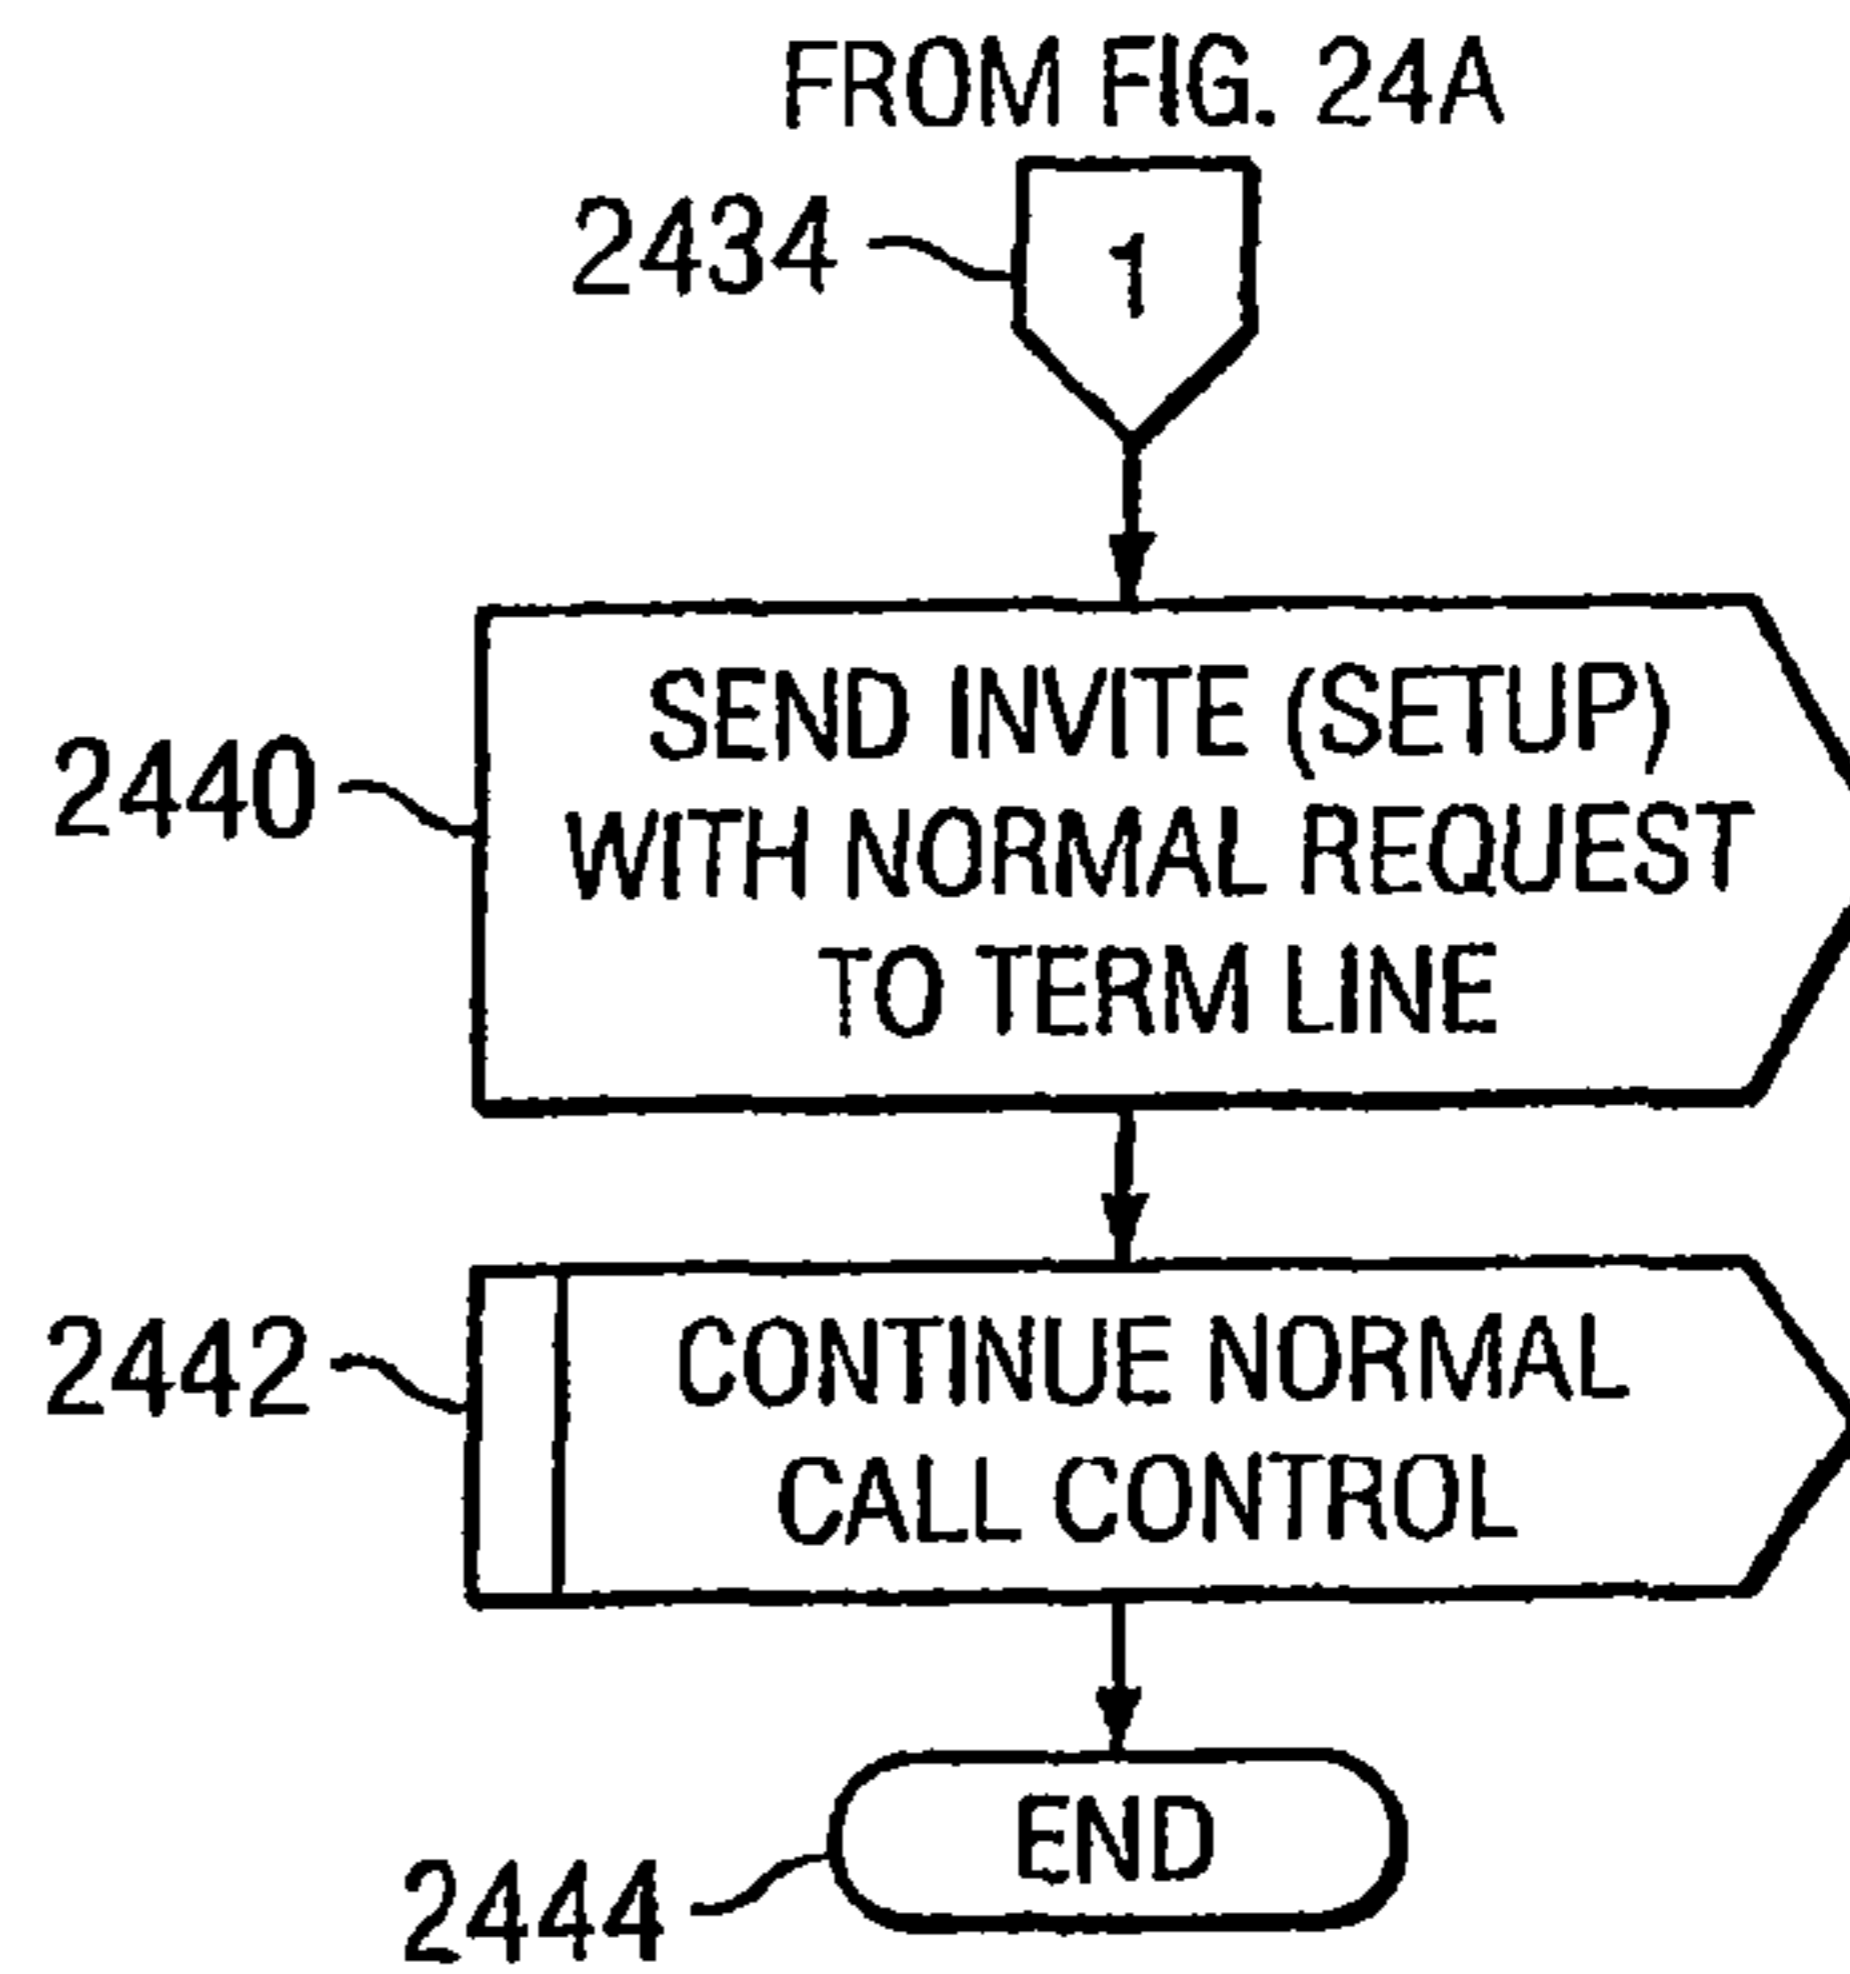 FROM FIG. 24A
2434
1
2440
SEND INVITE (SETUP)
WITH NORMAL REQUEST
TO TERM LINE
2442
CONTINUE NORMAL
CALL CONTROL
END
2444